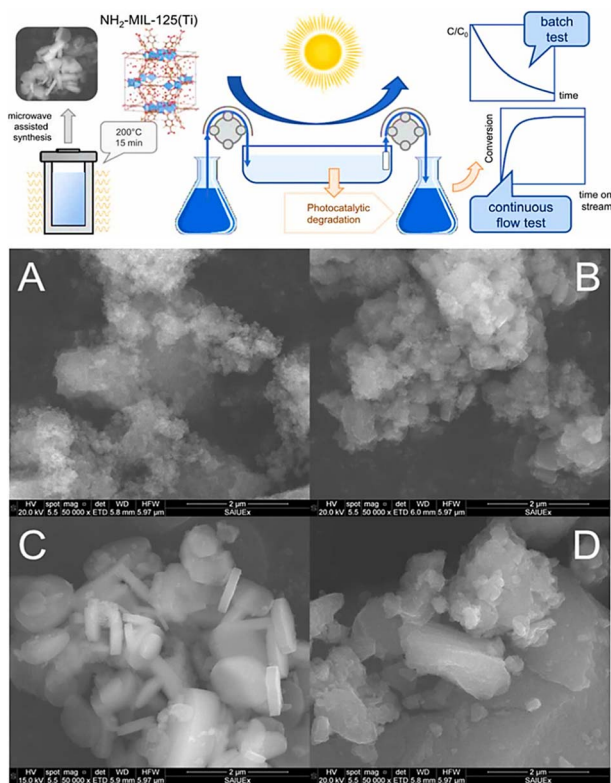 NH₂-MIL-125(Ti)
microwave
assisted
synthesis
200°C
15 min
Photocatalytic
degradation
C/C₀
batch
test
time
Conversion
time on
stream
continuous
flow test
A
HV spot mag ¤ det WD HFW 2 µm
20.0 kV 5.5 50 000 x ETD 5.8 mm 5.97 µm SAIUEx
B
HV spot mag ¤ det WD HFW 2 µm
20.0 kV 5.5 50 000 x ETD 6.0 mm 5.97 µm SAIUEx
C
HV spot mag ¤ det WD HFW 2 µm
15.0 kV 5.5 50 000 x ETD 5.9 mm 5.97 µm SAIUEx
D
HV spot mag ¤ det WD HFW 2 µm
20.0 kV 5.5 50 000 x ETD 5.8 mm 5.97 µm SAIUEx